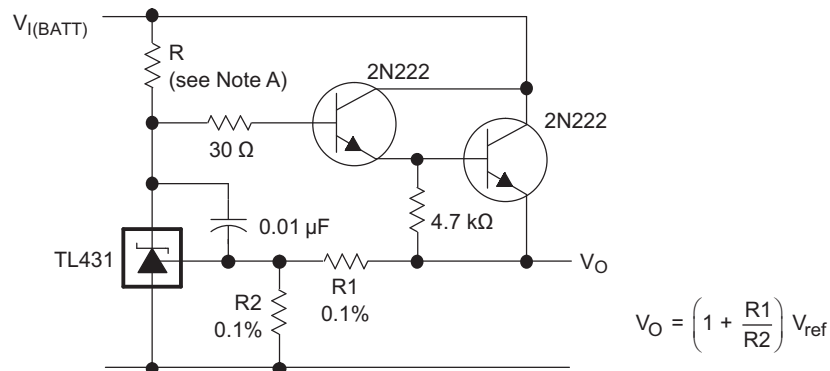 V_I(BATT)
R
(see Note A)
2N222
2N222
30 Ω
0.01 µF
4.7 kΩ
TL431
V_O
R1
0.1%
R2
0.1%
V_O = (1 + R1/R2) V_ref